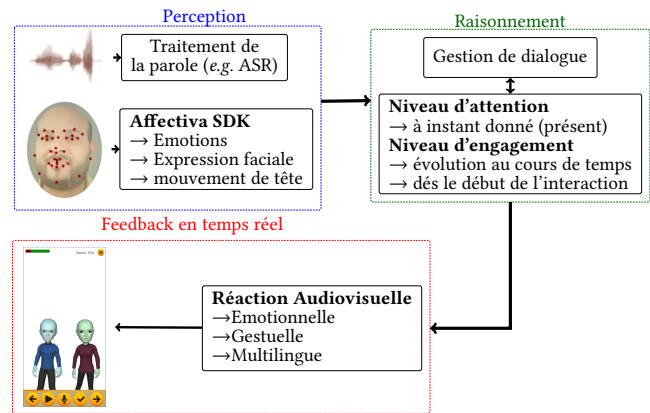 Perception
Traitement de
la parole (e.g. ASR)
Affectiva SDK
→ Emotions
→ Expression faciale
→ mouvement de tête
Raisonnement
Gestion de dialogue
Niveau d'attention
→ à instant donné (présent)
Niveau d'engagement
→ évolution au cours de temps
→ dés le début de l'interaction
Feedback en temps réel
Réaction Audiovisuelle
→Emotionnelle
→Gestuelle
→Multilingue